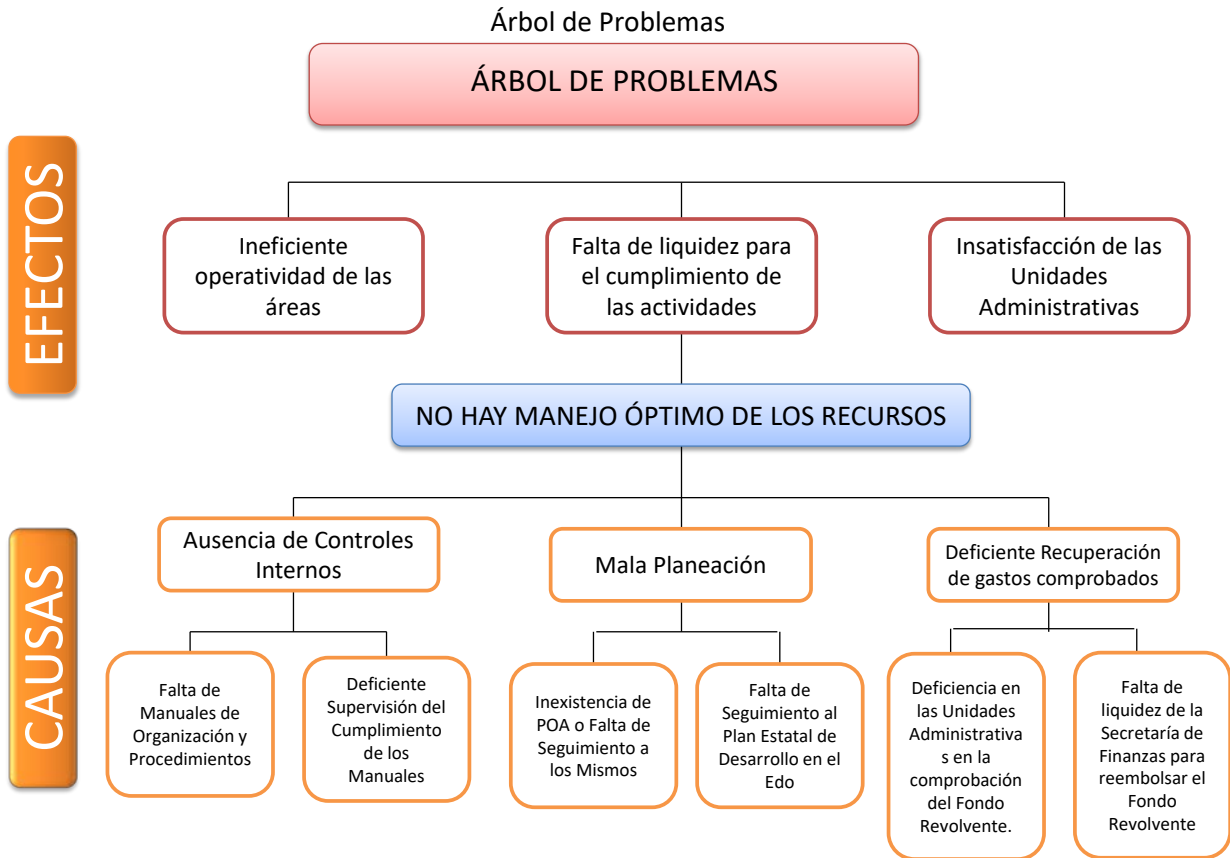 Árbol de Problemas
ÁRBOL DE PROBLEMAS
EFECTOS
Ineficiente
operatividad de las
áreas
Falta de liquidez para
el cumplimiento de
las actividades
Insatisfacción de las
Unidades
Administrativas
NO HAY MANEJO ÓPTIMO DE LOS RECURSOS
CAUSAS
Ausencia de Controles
Internos
Mala Planeación
Deficiente Recuperación
de gastos comprobados
Falta de
Manuales de
Organización y
Procedimientos
Deficiente
Supervisión del
Cumplimiento
de los
Manuales
Inexistencia de
POA o Falta de
Seguimiento a
los Mismos
Falta de
Seguimiento al
Plan Estatal de
Desarrollo en el
Edo
Deficiencia en
las Unidades
Administrativa
s en la
comprobación
del Fondo
Revolvente.
Falta de
liquidez de la
Secretaría de
Finanzas para
reembolsar el
Fondo
Revolvente